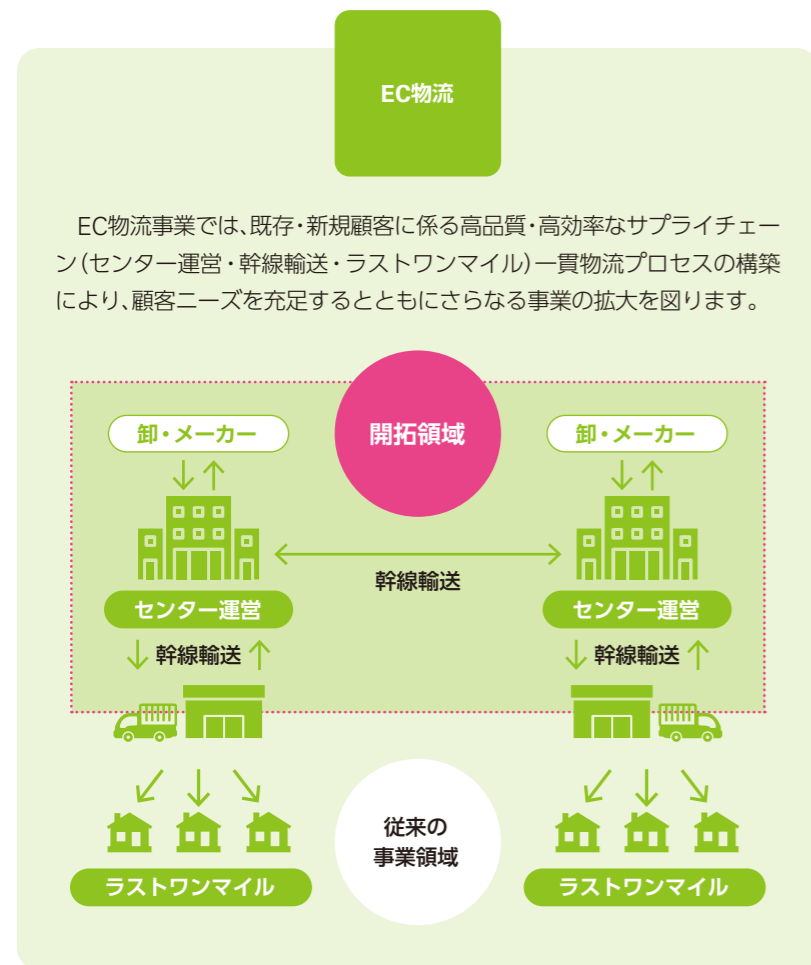 EC物流
　EC物流事業では、既存・新規顧客に係る高品質・高効率なサプライチェー
ン（センター運営・幹線輸送・ラストワンマイル）一貫物流プロセスの構築
により、顧客ニーズを充足するとともにさらなる事業の拡大を図ります。
開拓領域
卸・メーカー
卸・メーカー
幹線輸送
センター運営
センター運営
幹線輸送
幹線輸送
従来の
事業領域
ラストワンマイル
ラストワンマイル